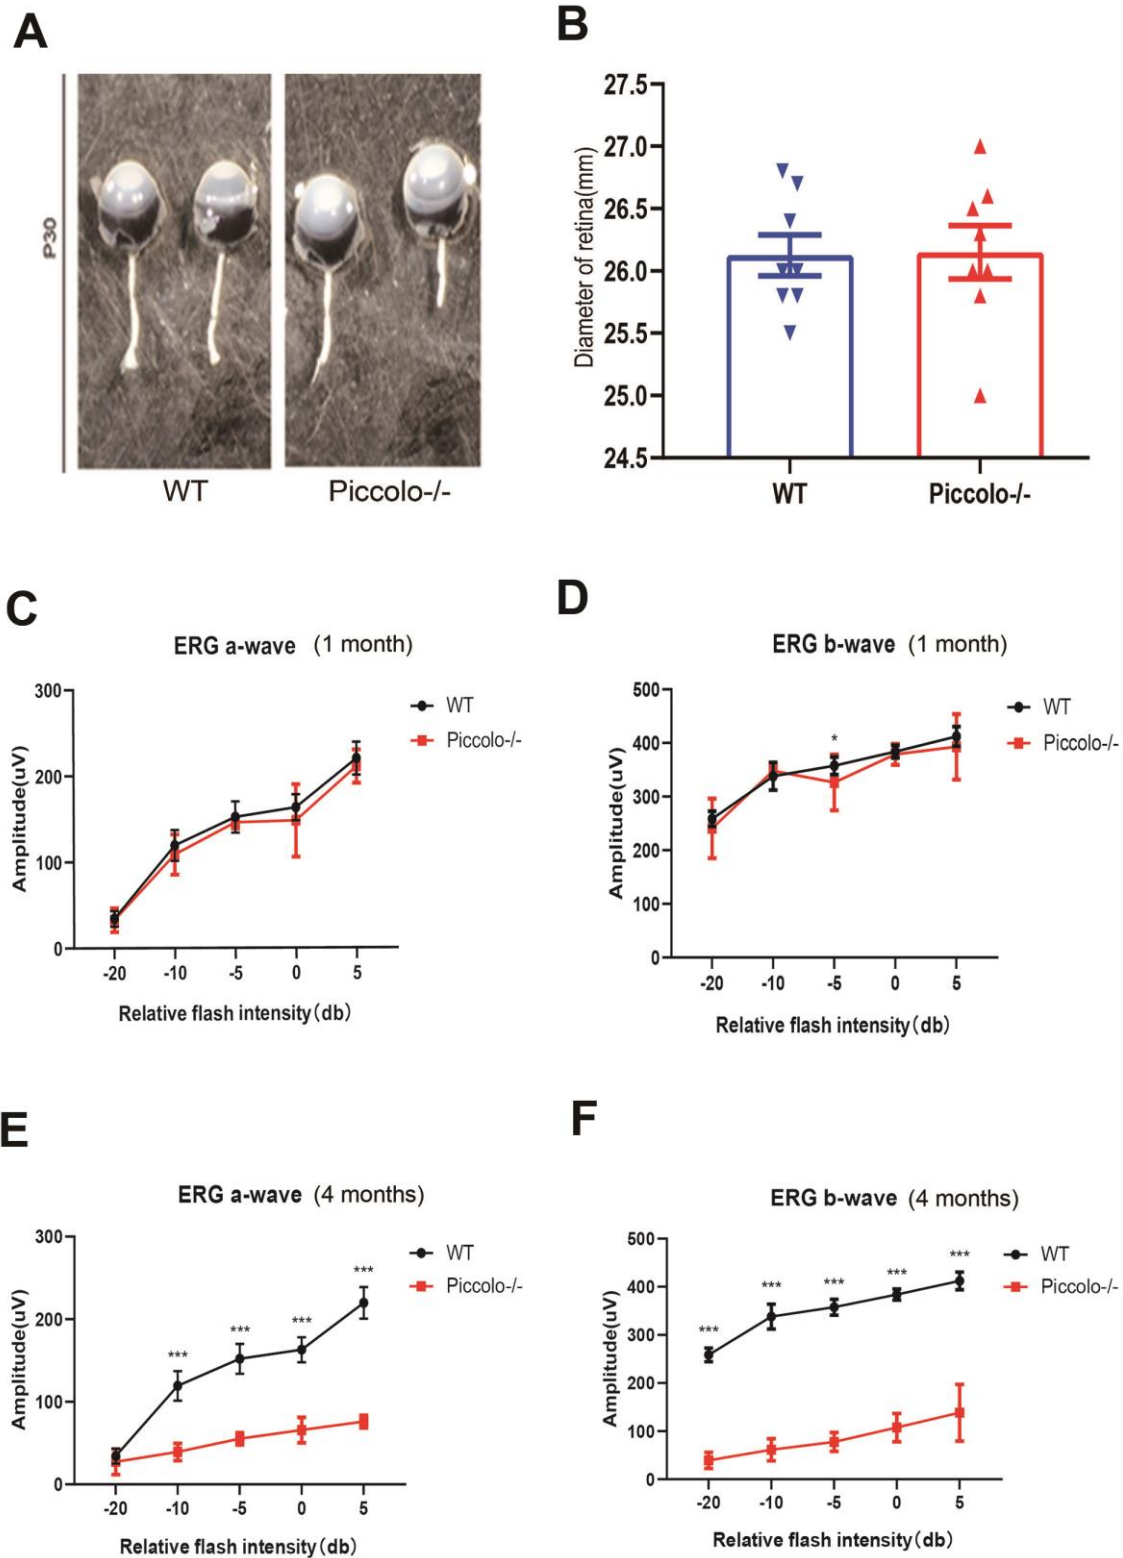 A
P30
WT
Piccolo-/-
B
Diameter of retina(mm)
27.5
27.0
26.5
26.0
25.5
25.0
24.5
WT
Piccolo-/-
C
ERG a-wave (1 month)
Amplitude(uV)
300
200
100
0
-20 -10 -5 0 5
Relative flash intensity(db)
WT
Piccolo-/-
D
ERG b-wave (1 month)
Amplitude(uV)
500
400
300
200
100
0
*
-20 -10 -5 0 5
Relative flash intensity(db)
WT
Piccolo-/-
E
ERG a-wave (4 months)
Amplitude(uV)
300
200
100
0
*** *** *** ***
-20 -10 -5 0 5
Relative flash intensity(db)
WT
Piccolo-/-
F
ERG b-wave (4 months)
Amplitude(uV)
500
400
300
200
100
0
*** *** *** *** ***
-20 -10 -5 0 5
Relative flash intensity(db)
WT
Piccolo-/-